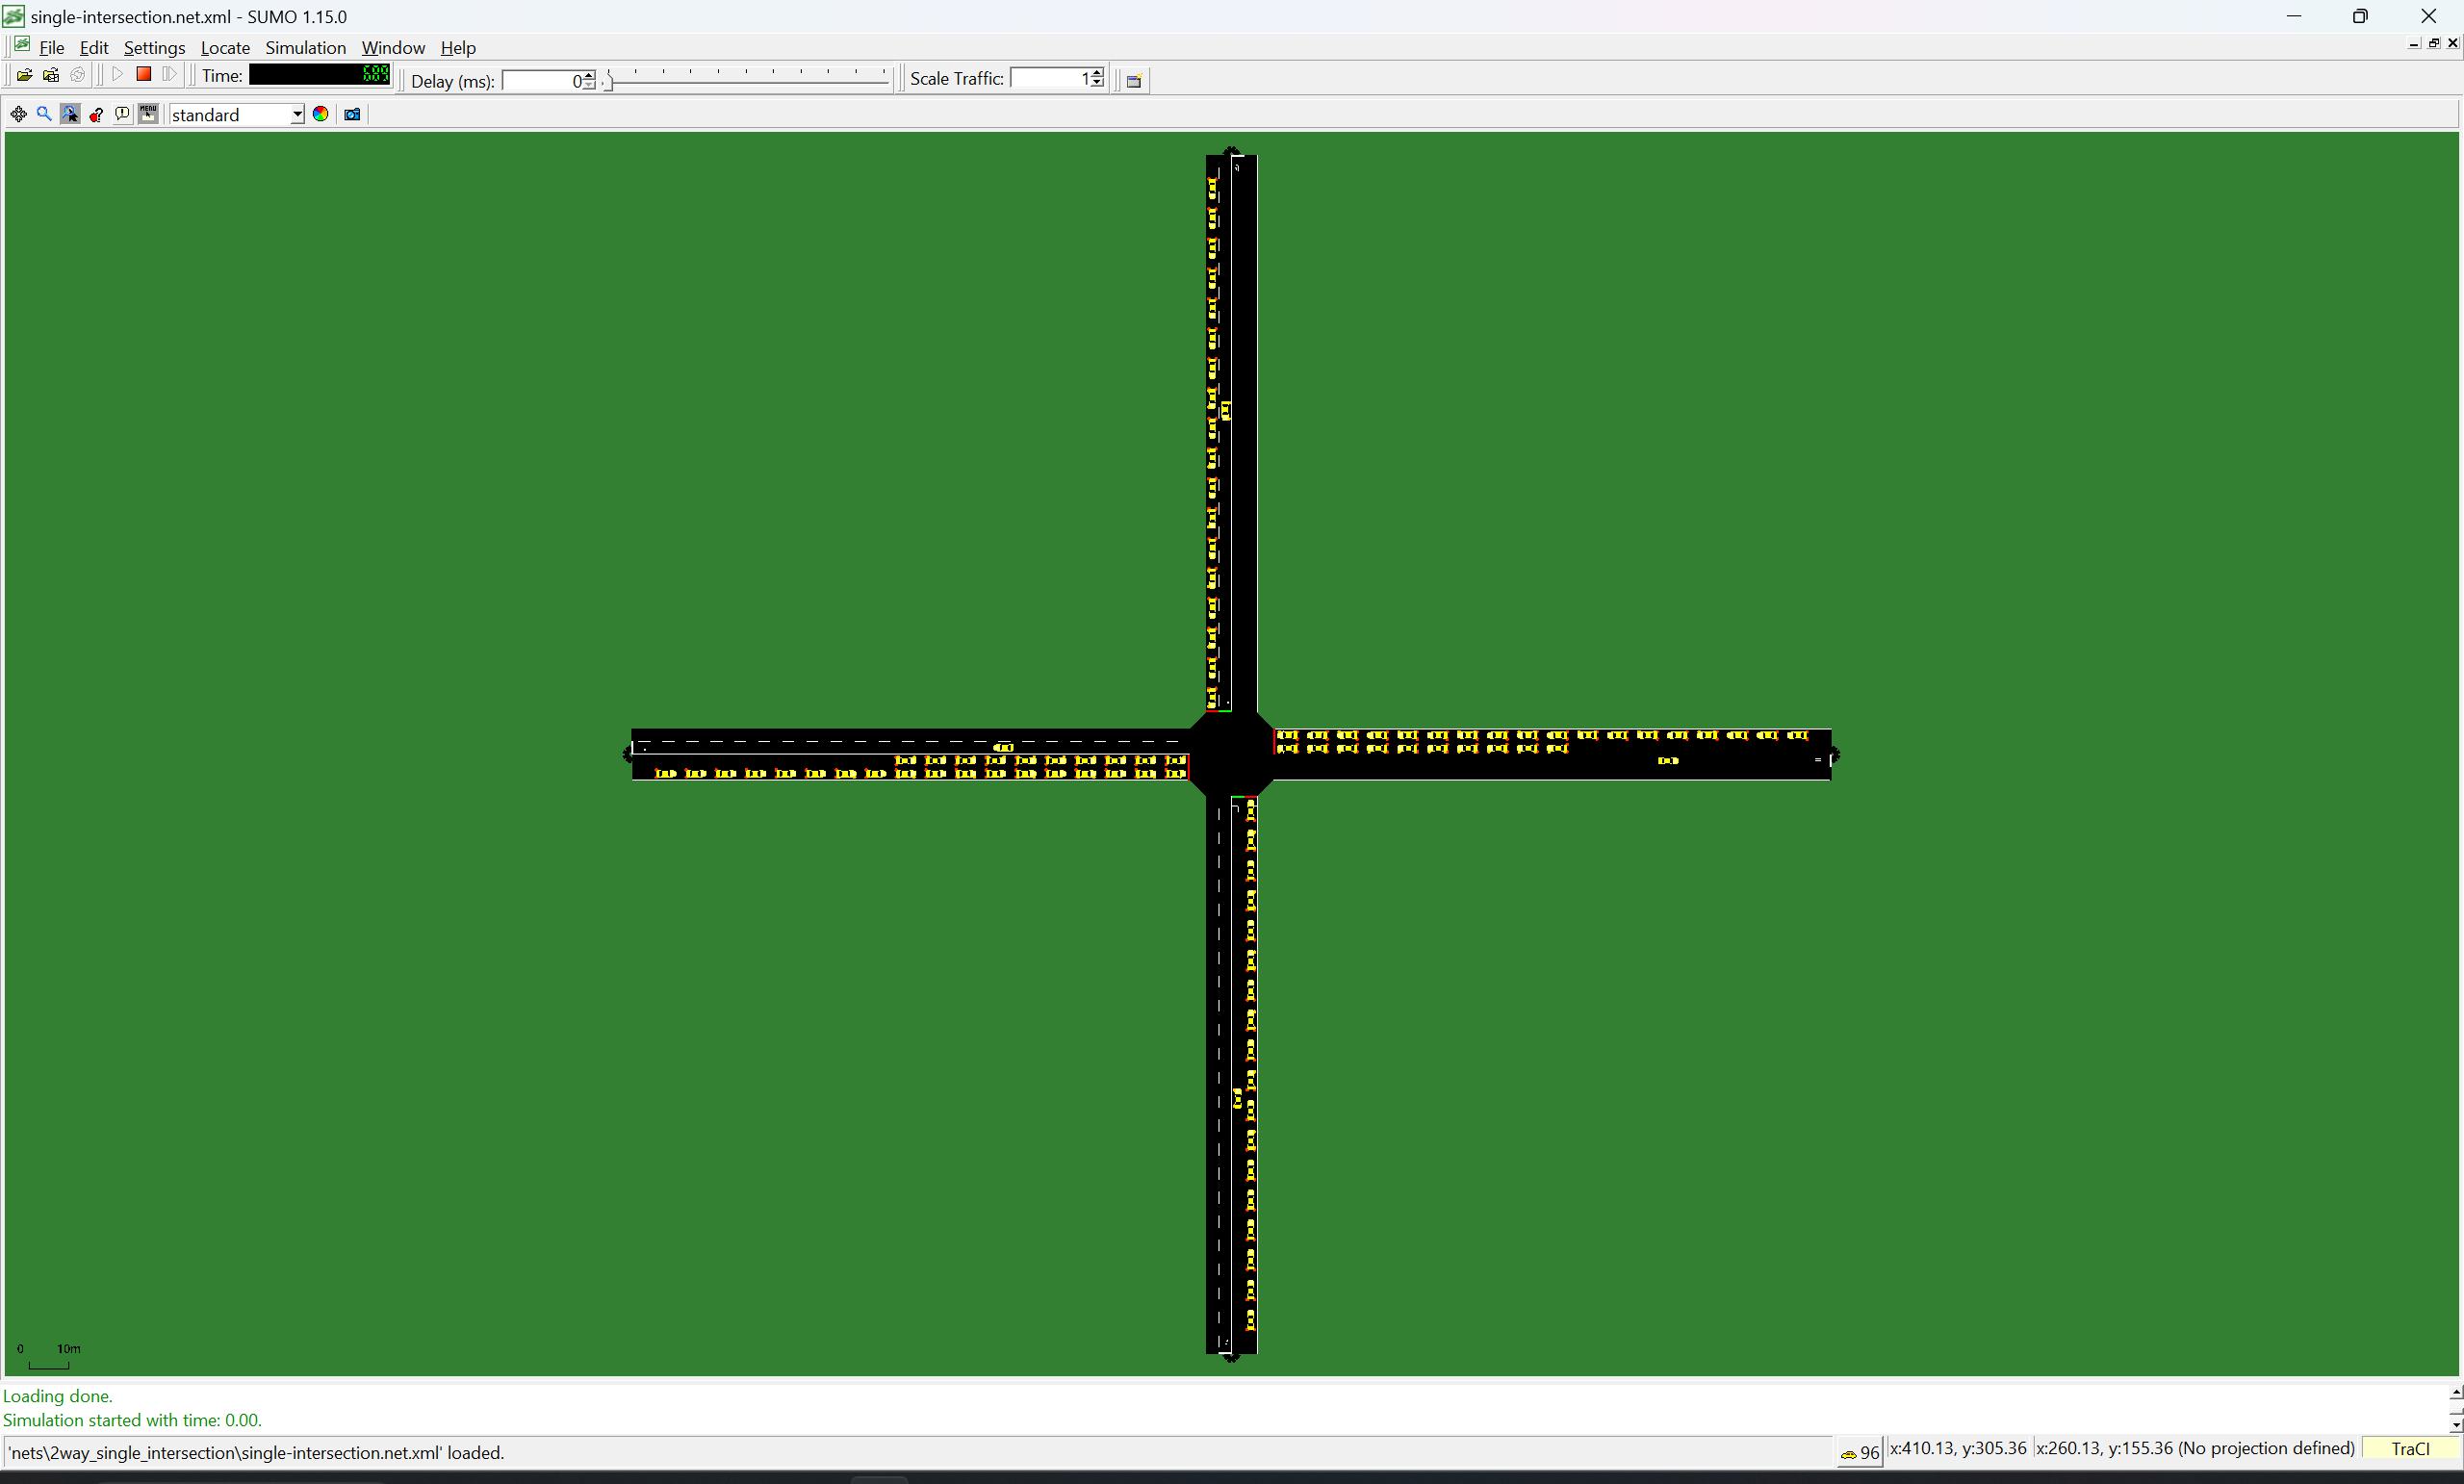 single-intersection.net.xml - SUMO 1.15.0
File Edit Settings Locate Simulation Window Help
Time: 689 Delay (ms): 0 Scale Traffic: 1
standard
0 10m
Loading done.
Simulation started with time: 0.00.
'nets\2way_single_intersection\single-intersection.net.xml' loaded. 96 x:410.13, y:305.36 x:260.13, y:155.36 (No projection defined) TraCI